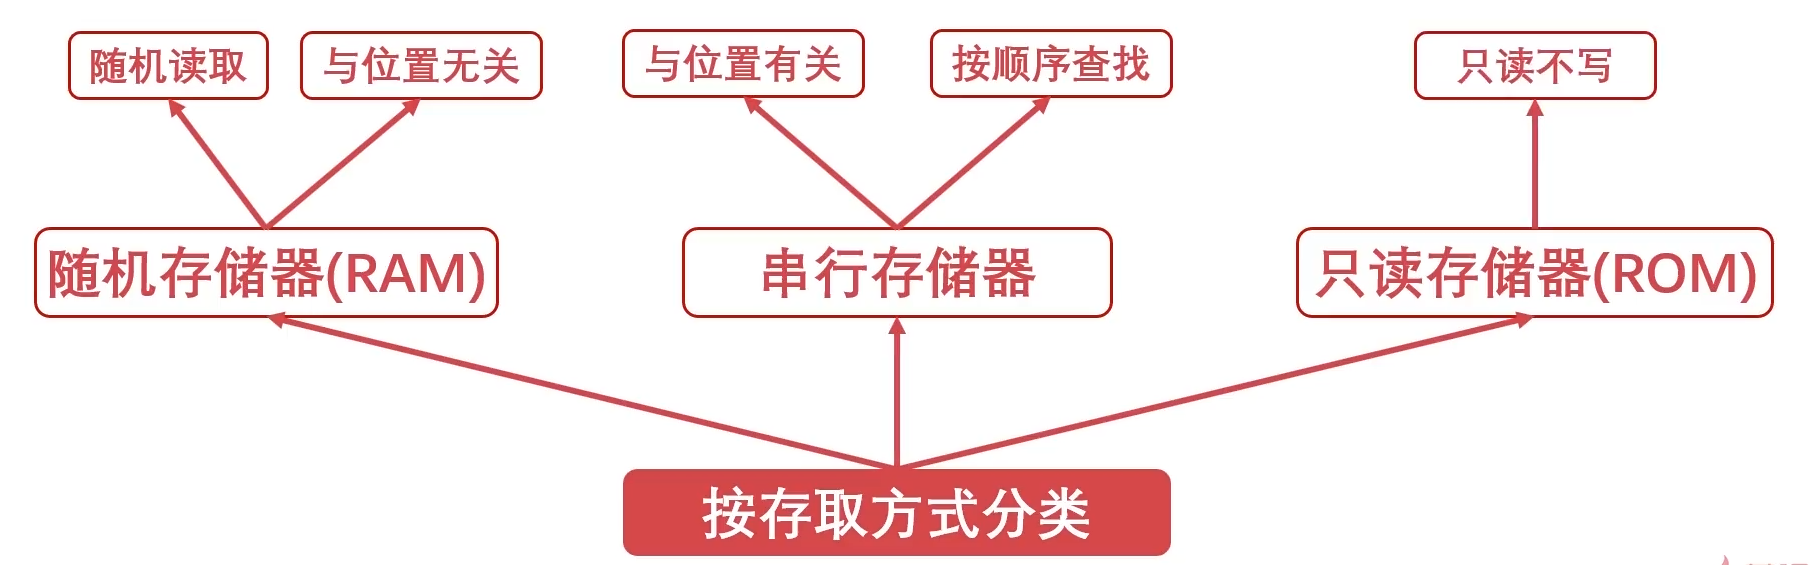 随机读取
与位置无关
与位置有关
按顺序查找
只读不写
随机存储器(RAM)
串行存储器
只读存储器(ROM)
按存取方式分类